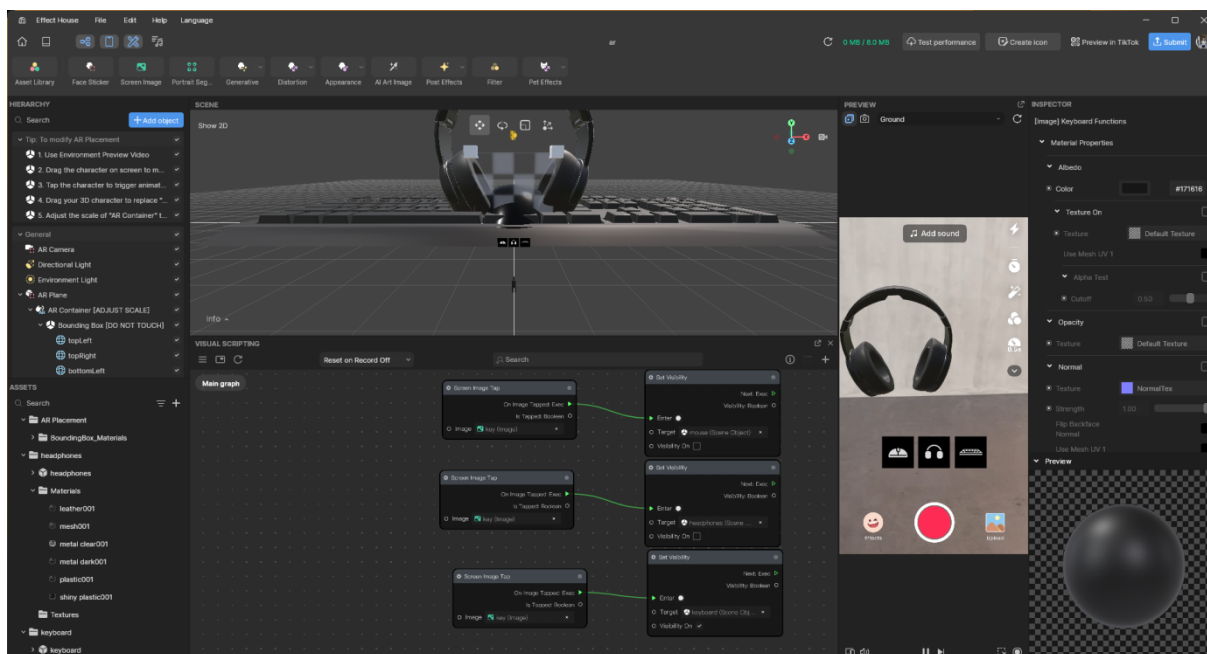 Effect House File Edit Help Language
ar
0 MB / 8.0 MB Test performance Create icon Preview in TikTok Submit
Asset Library Face Sticker Screen Image Portrait Seg... Generative Distortion Appearance AI Art Image Post Effects Filter Pet Effects
HIERARCHY
Search
Add object
Tip: To modify AR Placement
1. Use Environment Preview Video
2. Drag the character on screen to m...
3. Tap the character to trigger animat...
4. Drag your 3D character to replace "...
5. Adjust the scale of "AR Container" t...
General
AR Camera
Directional Light
Environment Light
AR Plane
AR Container [ADJUST SCALE]
Bounding Box [DO NOT TOUCH]
topLeft
topRight
bottomLeft
ASSETS
Search
AR Placement
BoundingBox_Materials
headphones
headphones
Materials
leather001
mesh001
metal clear001
metal dark001
plastic001
shiny plastic001
Textures
keyboard
keyboard
SCENE
Show 2D
Y
X
Z
Info
VISUAL SCRIPTING
Reset on Record Off
Search
Main graph
Screen Image Tap
On Image Tapped: Exec
Is Tapped: Boolean
Image key (Image)
Set Visibility
Next: Exec
Visibility: Boolean
Enter
Target mouse (Scene Object)
Visibility On
Screen Image Tap
On Image Tapped: Exec
Is Tapped: Boolean
Image key (Image)
Set Visibility
Next: Exec
Visibility: Boolean
Enter
Target headphones (Scene ...
Visibility On
Screen Image Tap
On Image Tapped: Exec
Is Tapped: Boolean
Image key (Image)
Set Visibility
Next: Exec
Visibility: Boolean
Enter
Target keyboard (Scene Obj...
Visibility On
PREVIEW
Ground
Add sound
Effects
Upload
INSPECTOR
[Image] Keyboard Functions
Material Properties
Albedo
Color #171616
Texture On
Texture Default Texture
Use Mesh UV 1
Alpha Test
Cutoff 0.50
Opacity
Texture Default Texture
Normal
Texture NormalTex
Strength 1.00
Flip Backface
Normal
Use Mesh UV 1
Preview